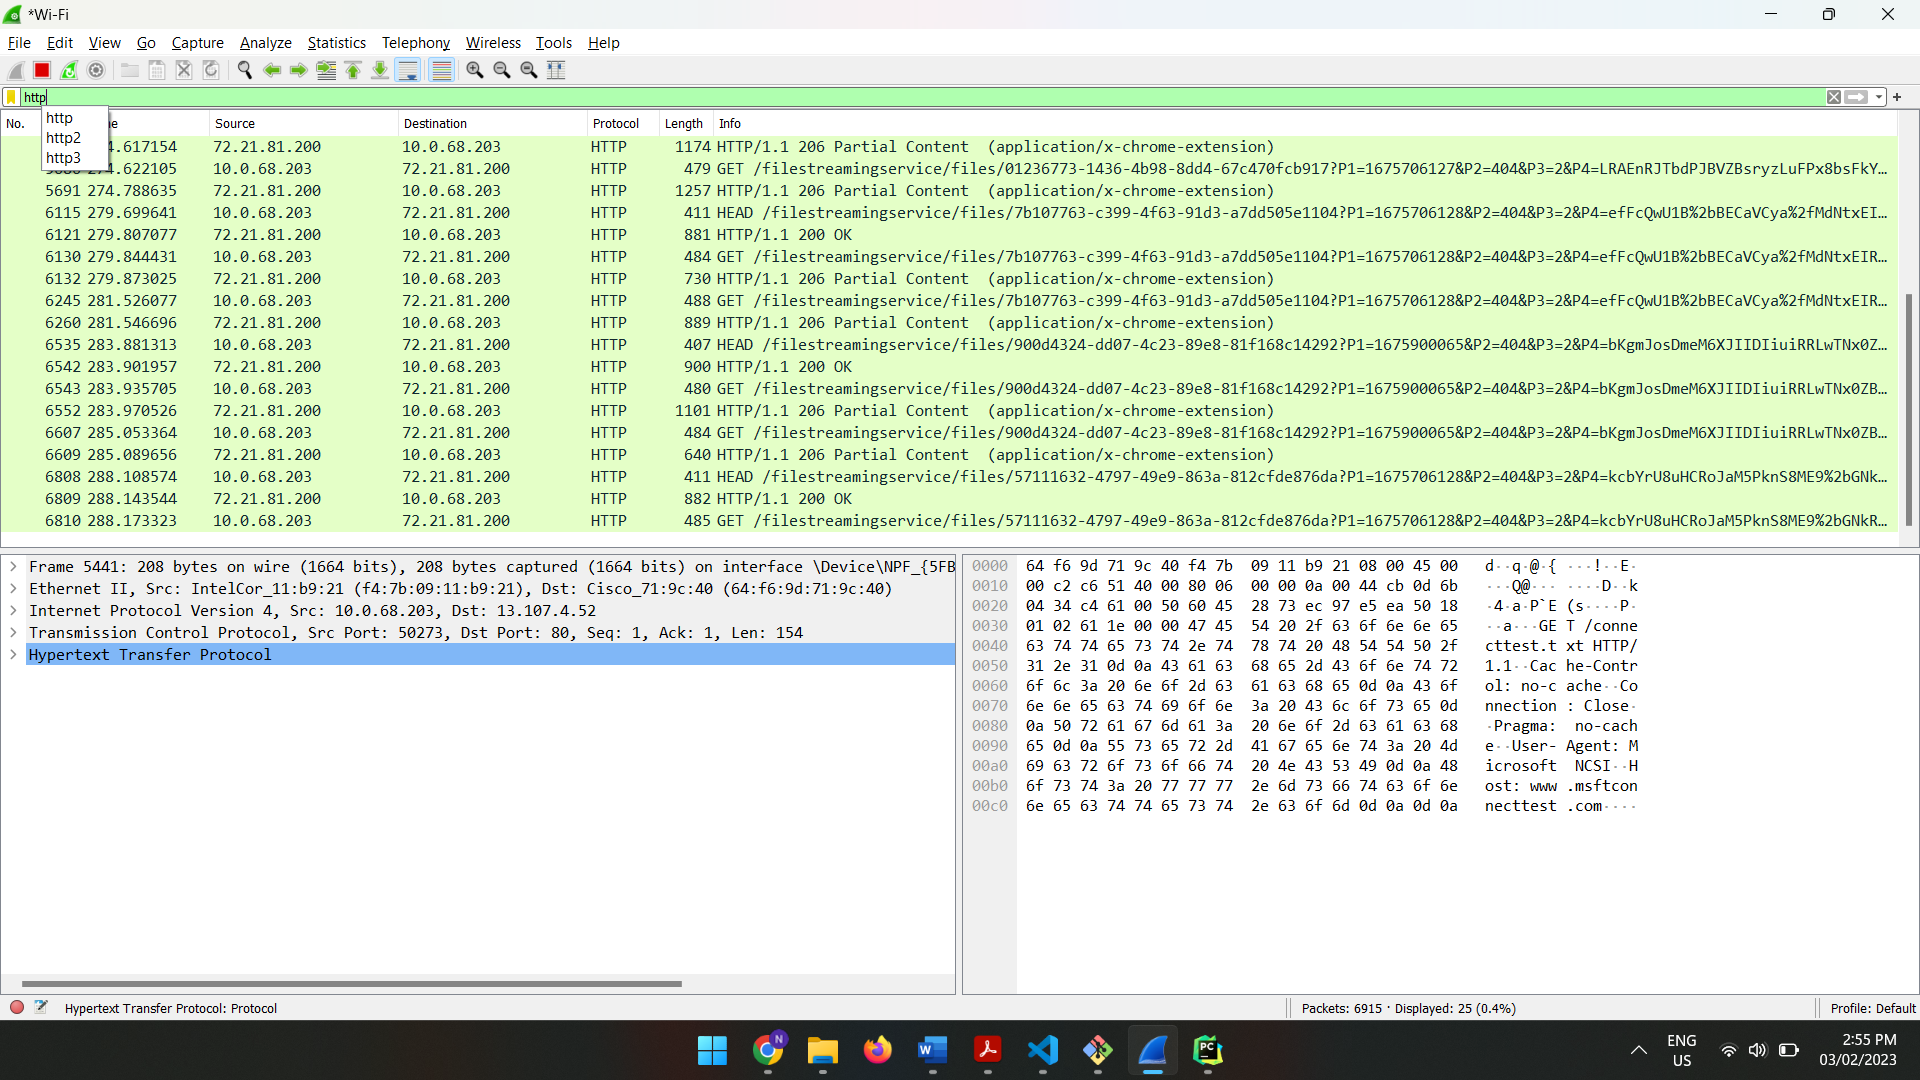 *Wi-Fi
File Edit View Go Capture Analyze Statistics Telephony Wireless Tools Help
http
http
http2
http3
No. Source Destination Protocol Length Info
4.617154 72.21.81.200 10.0.68.203 HTTP 1174 HTTP/1.1 206 Partial Content (application/x-chrome-extension)
274.622105 10.0.68.203 72.21.81.200 HTTP 479 GET /filestreamingservice/files/01236773-1436-4b98-8dd4-67c470fcb917?P1=1675706127&P2=404&P3=2&P4=LRAEnRJTbdPJBVZBsryzLuFPx8bsFkY…
5691 274.788635 72.21.81.200 10.0.68.203 HTTP 1257 HTTP/1.1 206 Partial Content (application/x-chrome-extension)
6115 279.699641 10.0.68.203 72.21.81.200 HTTP 411 HEAD /filestreamingservice/files/7b107763-c399-4f63-91d3-a7dd505e1104?P1=1675706128&P2=404&P3=2&P4=efFcQwU1B%2bBECaVCya%2fMdNtxEI…
6121 279.807077 72.21.81.200 10.0.68.203 HTTP 881 HTTP/1.1 200 OK
6130 279.844431 10.0.68.203 72.21.81.200 HTTP 484 GET /filestreamingservice/files/7b107763-c399-4f63-91d3-a7dd505e1104?P1=1675706128&P2=404&P3=2&P4=efFcQwU1B%2bBECaVCya%2fMdNtxEIR…
6132 279.873025 72.21.81.200 10.0.68.203 HTTP 730 HTTP/1.1 206 Partial Content (application/x-chrome-extension)
6245 281.526077 10.0.68.203 72.21.81.200 HTTP 488 GET /filestreamingservice/files/7b107763-c399-4f63-91d3-a7dd505e1104?P1=1675706128&P2=404&P3=2&P4=efFcQwU1B%2bBECaVCya%2fMdNtxEIR…
6260 281.546696 72.21.81.200 10.0.68.203 HTTP 889 HTTP/1.1 206 Partial Content (application/x-chrome-extension)
6535 283.881313 10.0.68.203 72.21.81.200 HTTP 407 HEAD /filestreamingservice/files/900d4324-dd07-4c23-89e8-81f168c14292?P1=1675900065&P2=404&P3=2&P4=bKgmJosDmeM6XJIIDIiuiRRLwTNx0Z…
6542 283.901957 72.21.81.200 10.0.68.203 HTTP 900 HTTP/1.1 200 OK
6543 283.935705 10.0.68.203 72.21.81.200 HTTP 480 GET /filestreamingservice/files/900d4324-dd07-4c23-89e8-81f168c14292?P1=1675900065&P2=404&P3=2&P4=bKgmJosDmeM6XJIIDIiuiRRLwTNx0ZB…
6552 283.970526 72.21.81.200 10.0.68.203 HTTP 1101 HTTP/1.1 206 Partial Content (application/x-chrome-extension)
6607 285.053364 10.0.68.203 72.21.81.200 HTTP 484 GET /filestreamingservice/files/900d4324-dd07-4c23-89e8-81f168c14292?P1=1675900065&P2=404&P3=2&P4=bKgmJosDmeM6XJIIDIiuiRRLwTNx0ZB…
6609 285.089656 72.21.81.200 10.0.68.203 HTTP 640 HTTP/1.1 206 Partial Content (application/x-chrome-extension)
6808 288.108574 10.0.68.203 72.21.81.200 HTTP 411 HEAD /filestreamingservice/files/57111632-4797-49e9-863a-812cfde876da?P1=1675706128&P2=404&P3=2&P4=kcbYrU8uHCRoJaM5PknS8ME9%2bGNk…
6809 288.143544 72.21.81.200 10.0.68.203 HTTP 882 HTTP/1.1 200 OK
6810 288.173323 10.0.68.203 72.21.81.200 HTTP 485 GET /filestreamingservice/files/57111632-4797-49e9-863a-812cfde876da?P1=1675706128&P2=404&P3=2&P4=kcbYrU8uHCRoJaM5PknS8ME9%2bGNkR…
Frame 5441: 208 bytes on wire (1664 bits), 208 bytes captured (1664 bits) on interface \Device\NPF_{5FB
Ethernet II, Src: IntelCor_11:b9:21 (f4:7b:09:11:b9:21), Dst: Cisco_71:9c:40 (64:f6:9d:71:9c:40)
Internet Protocol Version 4, Src: 10.0.68.203, Dst: 13.107.4.52
Transmission Control Protocol, Src Port: 50273, Dst Port: 80, Seq: 1, Ack: 1, Len: 154
Hypertext Transfer Protocol
0000 64 f6 9d 71 9c 40 f4 7b 09 11 b9 21 08 00 45 00 d··q·@·{ ···!··E·
0010 00 c2 c6 51 40 00 80 06 00 00 0a 00 44 cb 0d 6b ···Q@··· ····D··k
0020 04 34 c4 61 00 50 60 45 28 73 ec 97 e5 ea 50 18 ·4·a·P`E (s····P·
0030 01 02 61 1e 00 00 47 45 54 20 2f 63 6f 6e 6e 65 ··a···GE T /conne
0040 63 74 74 65 73 74 2e 74 78 74 20 48 54 54 50 2f cttest.t xt HTTP/
0050 31 2e 31 0d 0a 43 61 63 68 65 2d 43 6f 6e 74 72 1.1··Cac he-Contr
0060 6f 6c 3a 20 6e 6f 2d 63 61 63 68 65 0d 0a 43 6f ol: no-c ache··Co
0070 6e 6e 65 63 74 69 6f 6e 3a 20 43 6c 6f 73 65 0d nnection : Close·
0080 0a 50 72 61 67 6d 61 3a 20 6e 6f 2d 63 61 63 68 ·Pragma: no-cach
0090 65 0d 0a 55 73 65 72 2d 41 67 65 6e 74 3a 20 4d e··User- Agent: M
00a0 69 63 72 6f 73 6f 66 74 20 4e 43 53 49 0d 0a 48 icrosoft NCSI··H
00b0 6f 73 74 3a 20 77 77 77 2e 6d 73 66 74 63 6f 6e ost: www .msftcon
00c0 6e 65 63 74 74 65 73 74 2e 63 6f 6d 0d 0a 0d 0a necttest .com····
Hypertext Transfer Protocol: Protocol
Packets: 6915 · Displayed: 25 (0.4%)
Profile: Default
N
W
PC
ENG
US
2:55 PM
03/02/2023